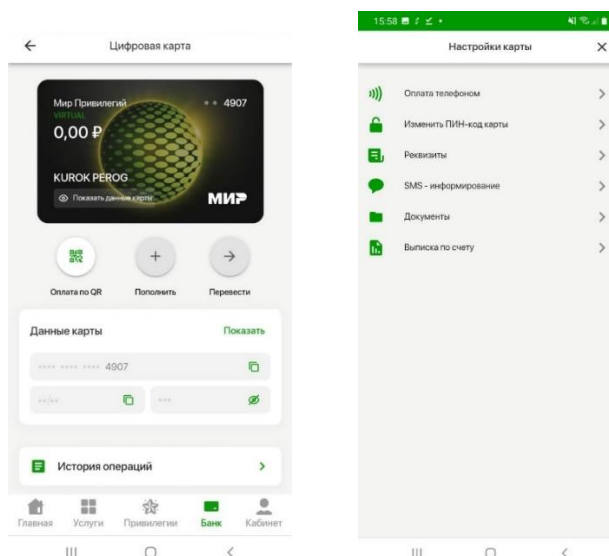 Цифровая карта
Мир Привилегий
•• 4907
VIRTUAL
0,00 ₽
KUROK PEROG
Показать данные карты
МИР
Оплата по QR
Пополнить
Перевести
Данные карты
Показать
•••• •••• •••• 4907
••/••
•••
История операций
Главная
Услуги
Привилегии
Банк
Кабинет
15:58
Настройки карты
Оплата телефоном
Изменить ПИН-код карты
Реквизиты
SMS - информирование
Документы
Выписка по счету